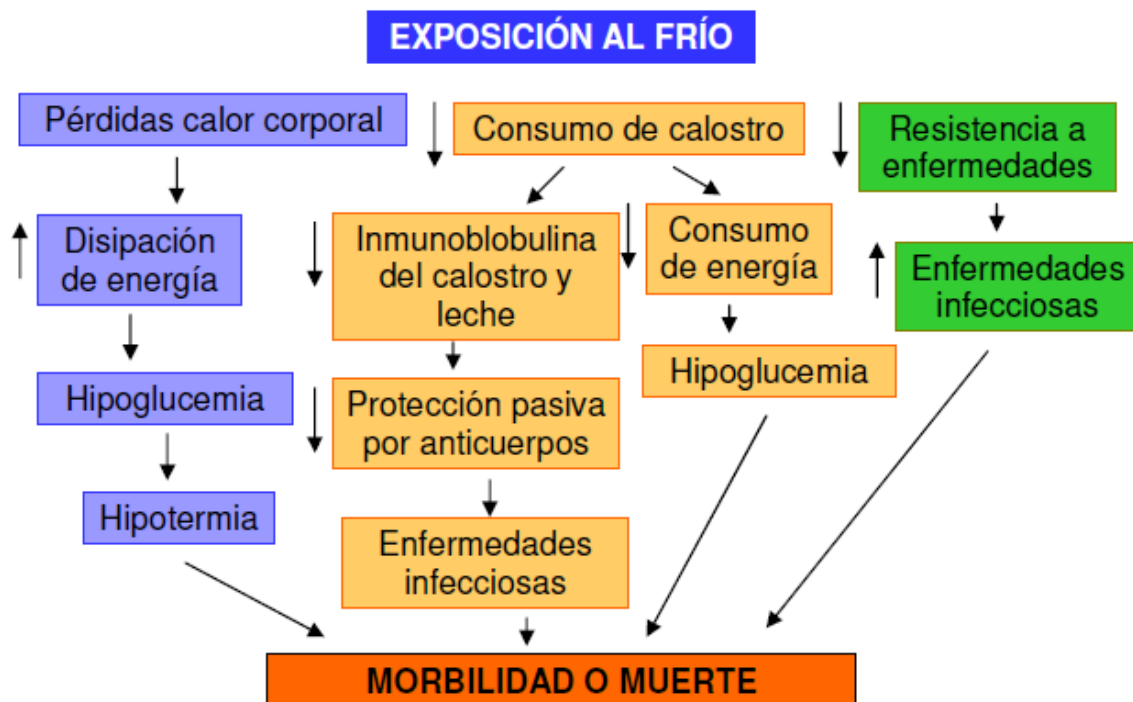 EXPOSICIÓN AL FRÍO
Pérdidas calor corporal
Disipación
de energía
Hipoglucemia
Hipotermia
Consumo de calostro
Inmunoblobulina
del calostro y
leche
Protección pasiva
por anticuerpos
Enfermedades
infecciosas
Consumo
de energía
Hipoglucemia
Resistencia a
enfermedades
Enfermedades
infecciosas
MORBILIDAD O MUERTE